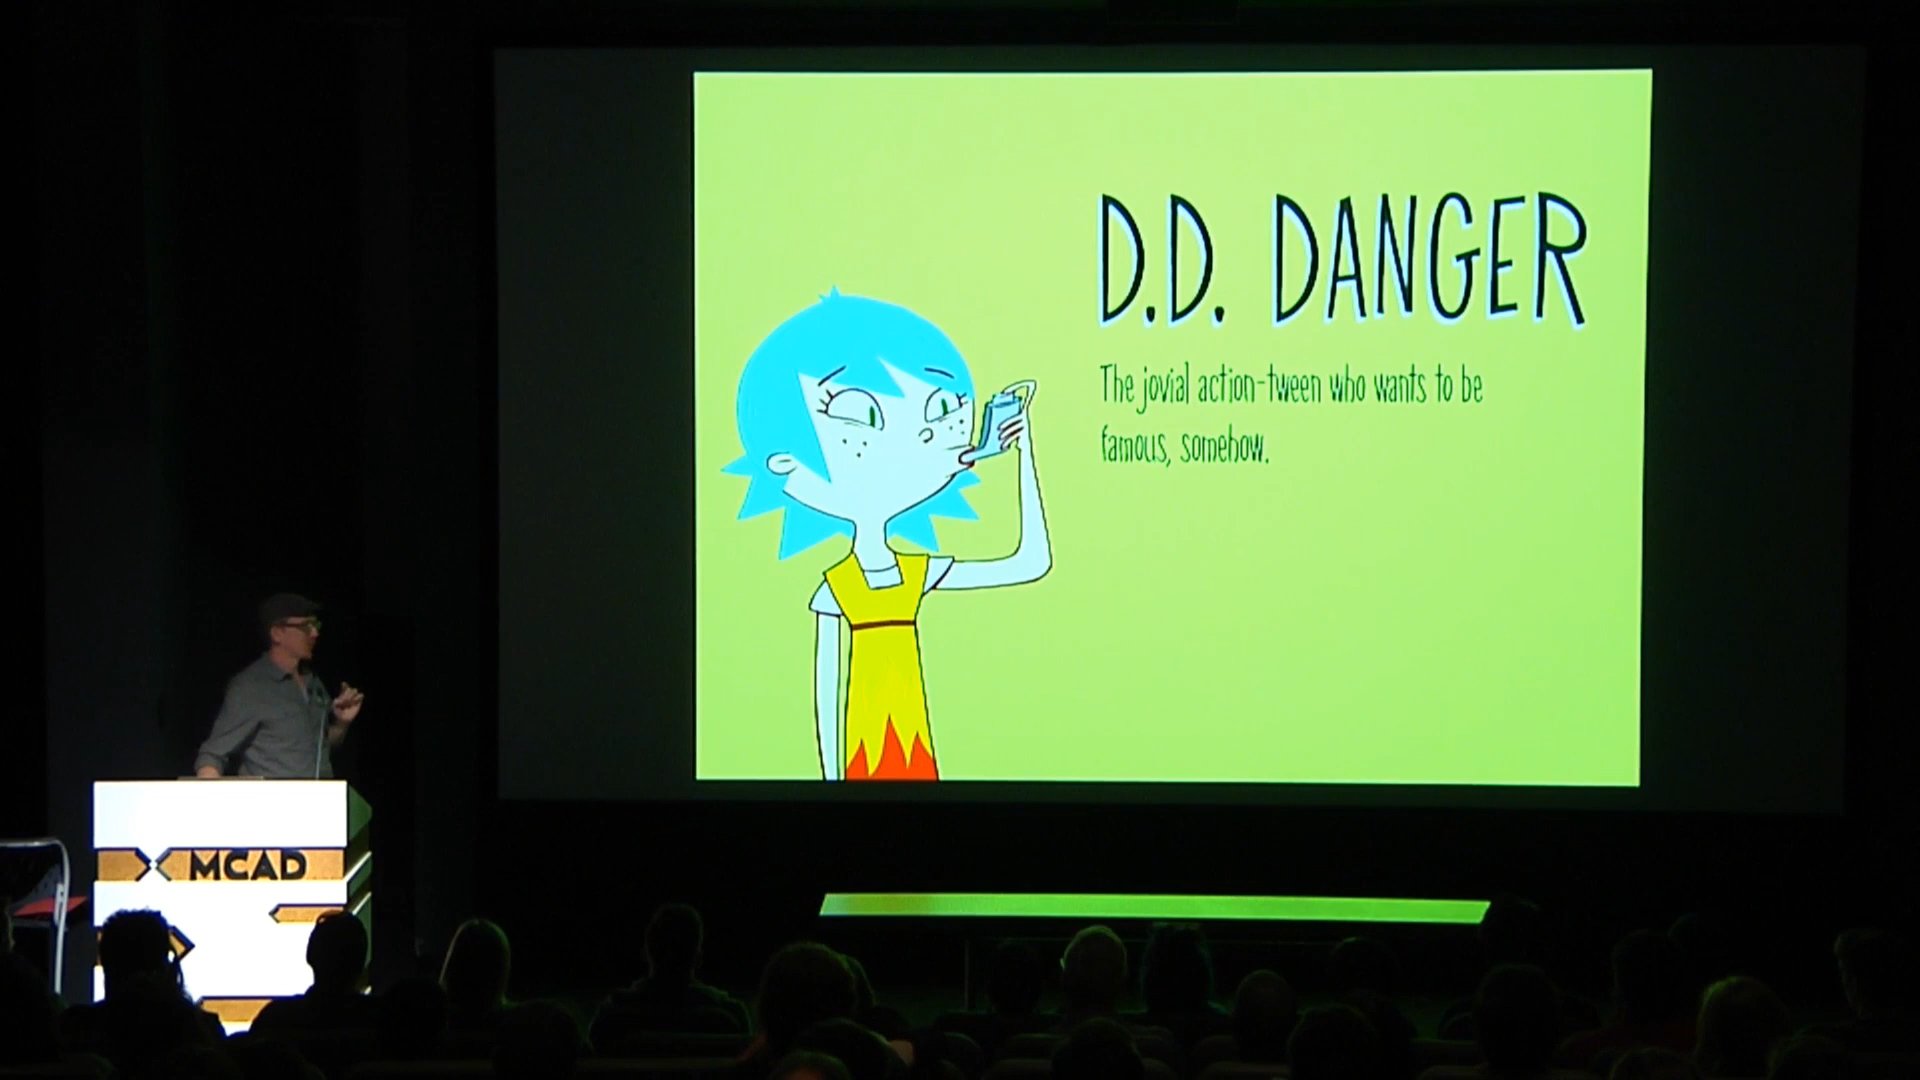 D.D. DANGER
The jovial action-tween who wants to be
famous, somehow.
MCAD